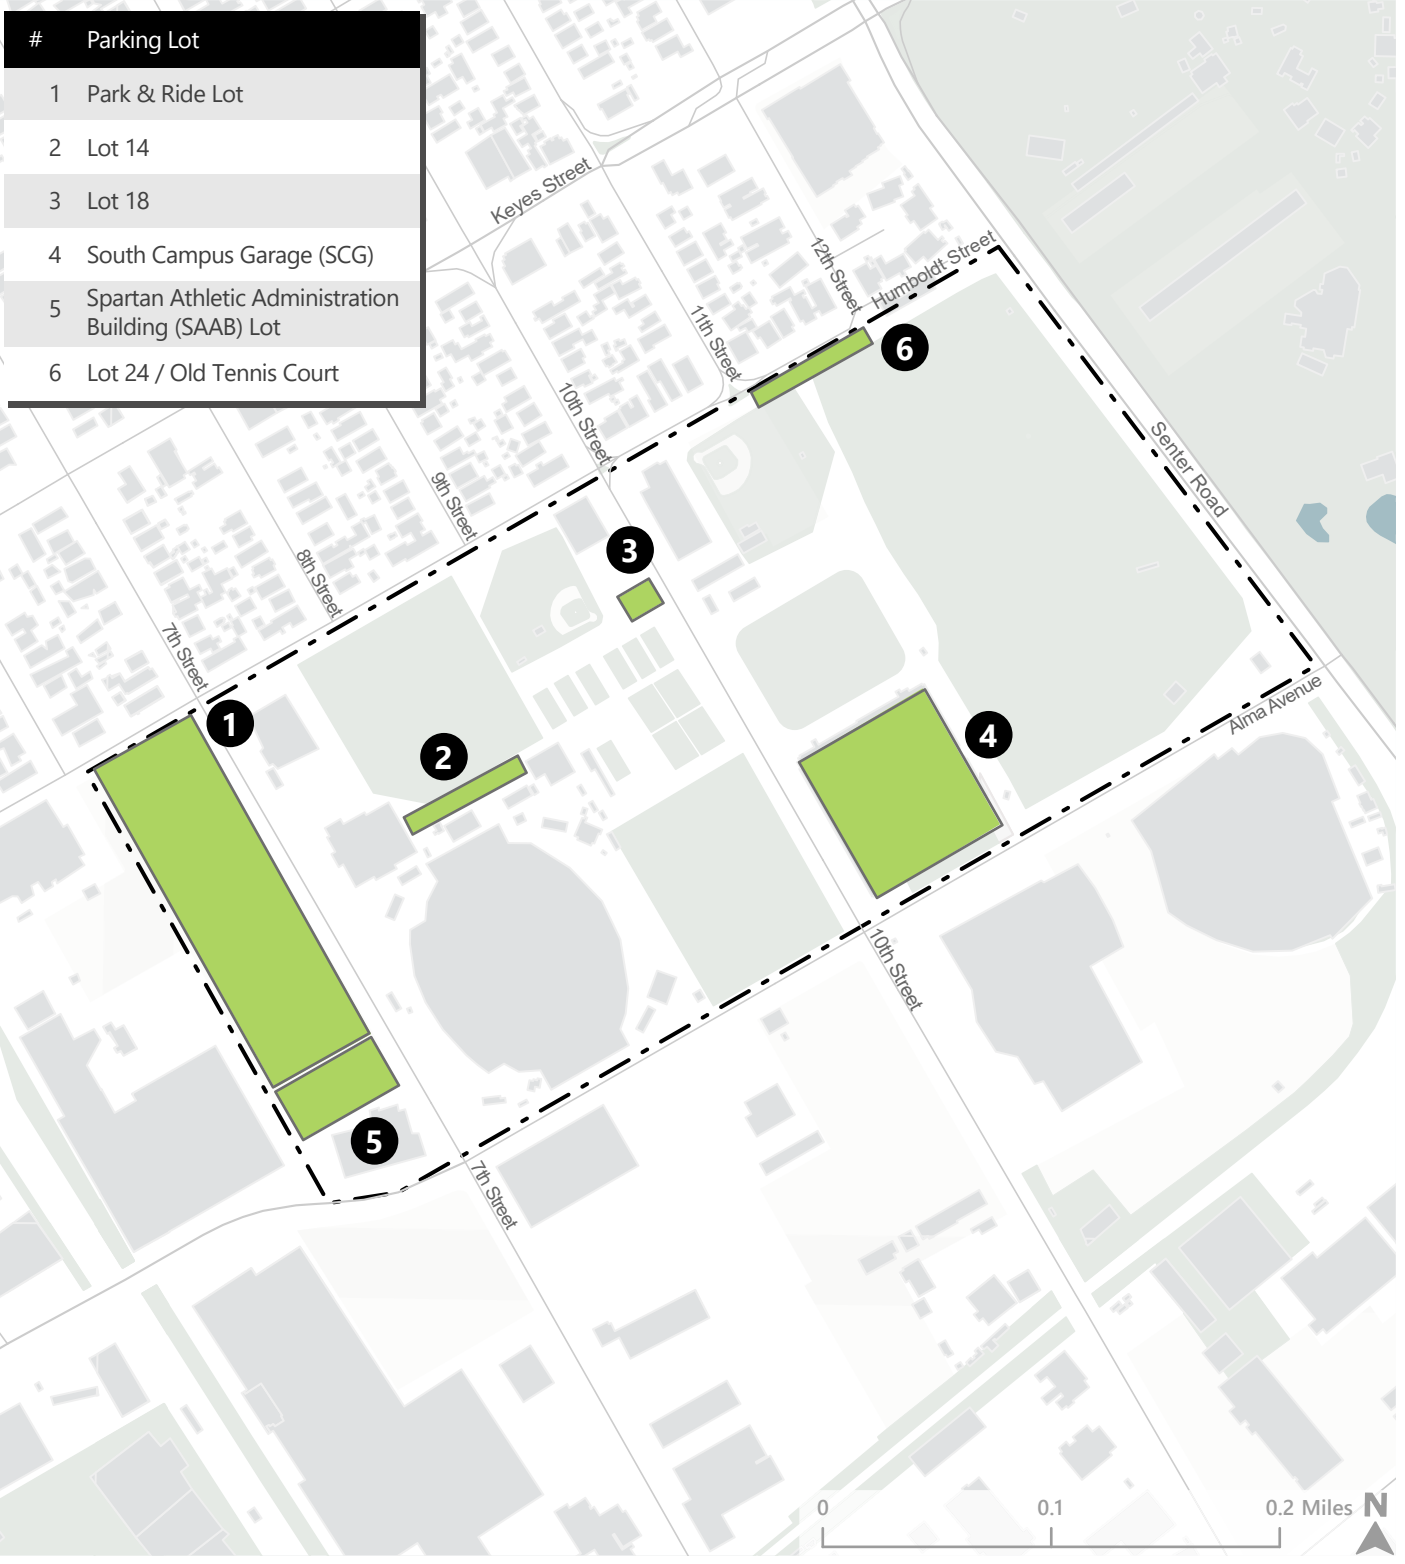 # Parking Lot
1 Park & Ride Lot
2 Lot 14
3 Lot 18
4 South Campus Garage (SCG)
5 Spartan Athletic Administration
Building (SAAB) Lot
6 Lot 24 / Old Tennis Court
Keyes Street
12th Street
Humboldt Street
11th Street
6
10th Street
Senter Road
9th Street
3
8th Street
7th Street
1
2
4
Alma Avenue
10th Street
5
7th Street
0 0.1 0.2 Miles N